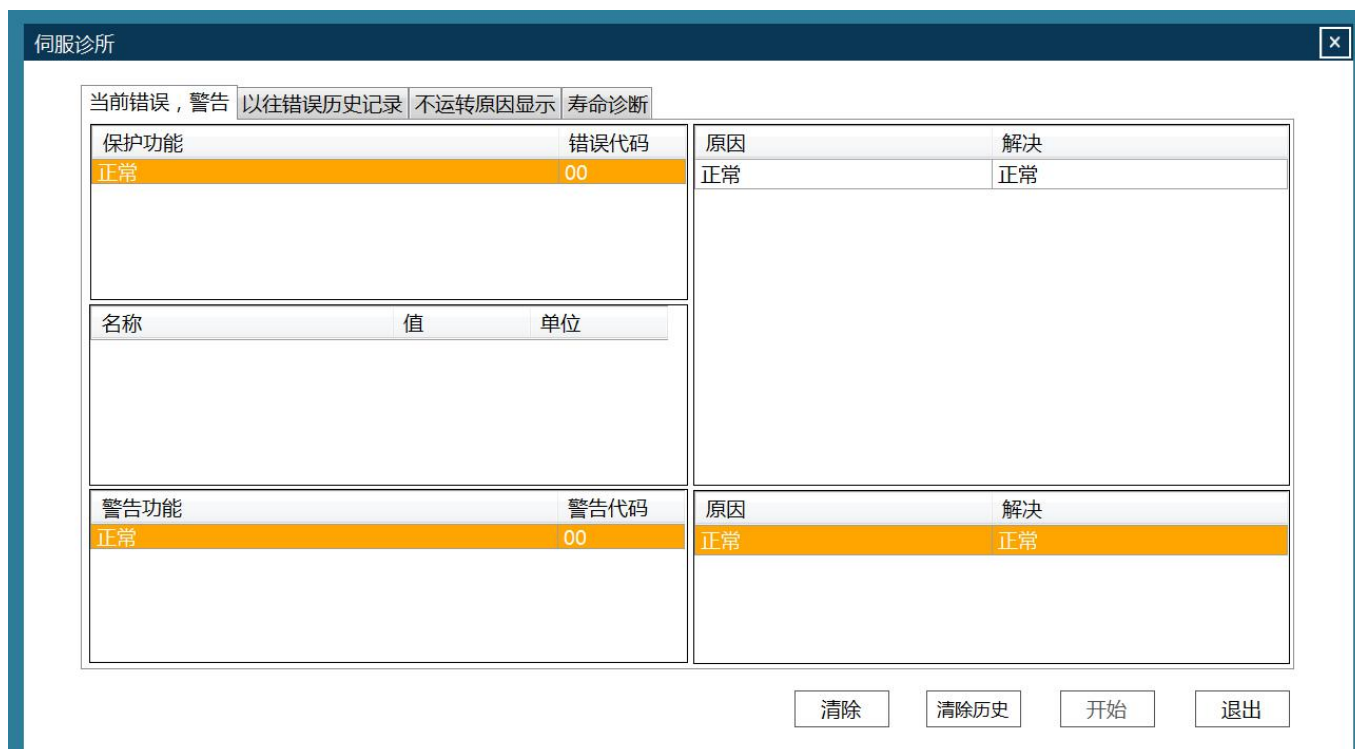 伺服诊所
当前错误，警告 以往错误历史记录 不运转原因显示 寿命诊断
保护功能 错误代码 原因 解决
正常 00 正常 正常
名称 值 单位
警告功能 警告代码 原因 解决
正常 00 正常 正常
清除 清除历史 开始 退出